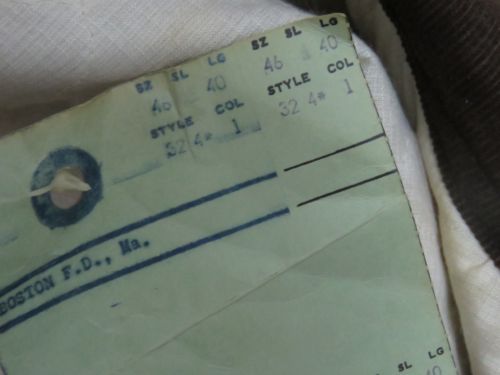 SZ SL LG SZ SL LG
46 40 46 40
STYLE COL STYLE COL
32 4* 1 32 4* 1
BOSTON F.D., Ma.
SL LG
40